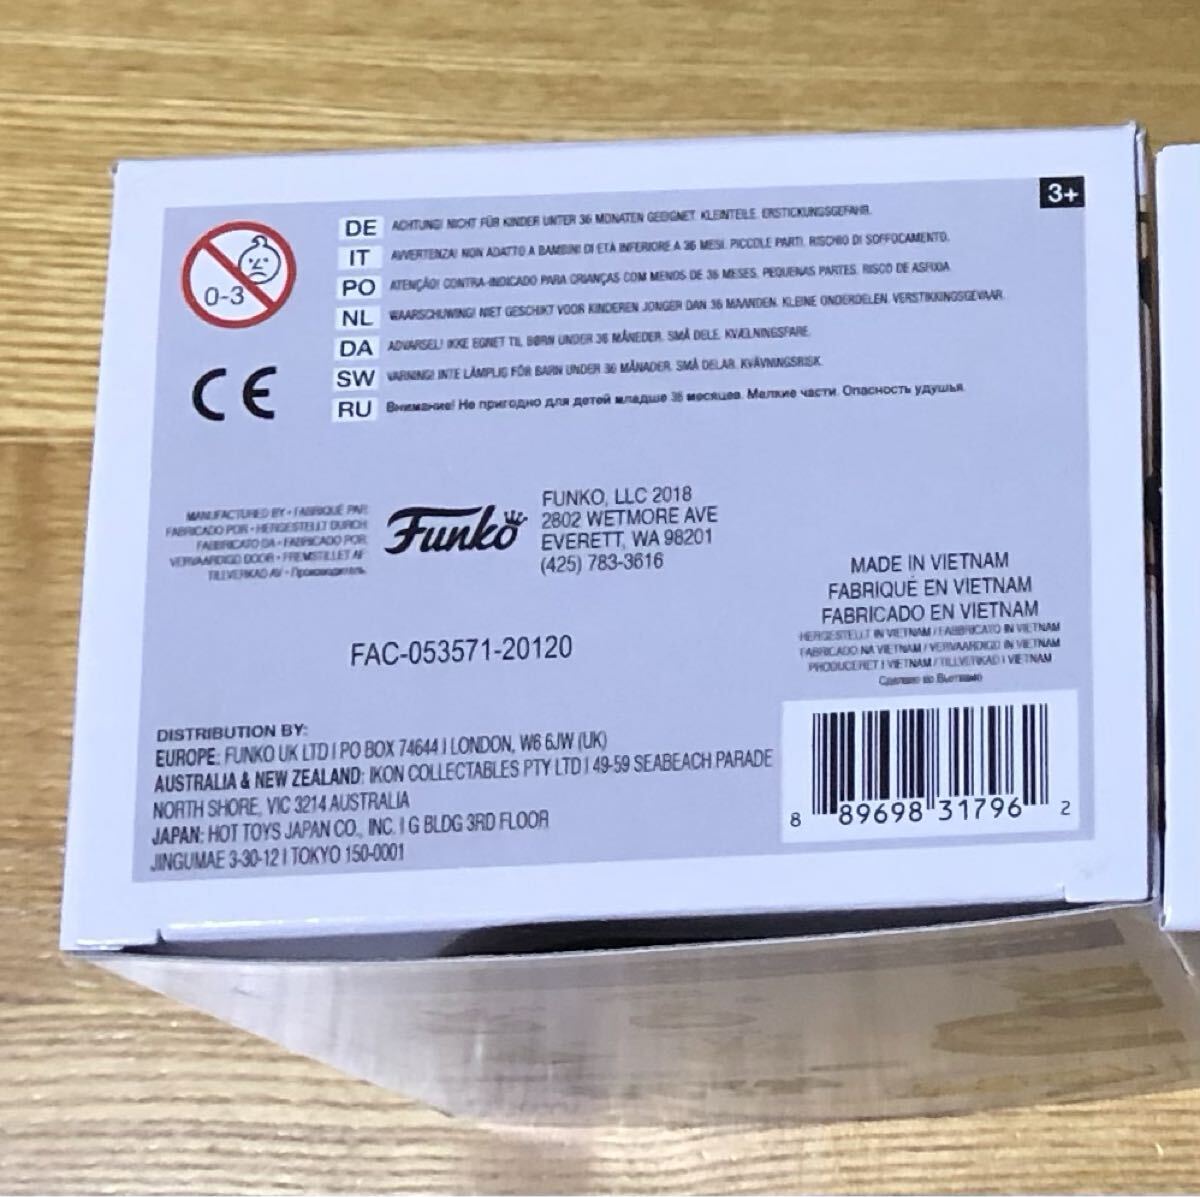 3+
0-3
CE
DE ACHTUNG! NICHT FÜR KINDER UNTER 36 MONATEN GEEIGNET. KLEINTEILE. ERSTICKUNGSGEFAHR.
IT AVVERTENZA! NON ADATTO A BAMBINI DI ETÀ INFERIORE A 36 MESI. PICCOLE PARTI. RISCHIO DI SOFFOCAMENTO.
PO ATENÇÃO! CONTRA-INDICADO PARA CRIANÇAS COM MENOS DE 36 MESES. PEQUENAS PARTES. RISCO DE ASFIXIA
NL WAARSCHUWING! NIET GESCHIKT VOOR KINDEREN JONGER DAN 36 MAANDEN. KLEINE ONDERDELEN. VERSTIKKINGSGEVAAR.
DA ADVARSEL! IKKE EGNET TIL BØRN UNDER 36 MÅNEDER. SMÅ DELE. KVÆLNINGSFARE.
SW VARNING! INTE LÄMPLIG FÖR BARN UNDER 36 MÅNADER. SMÅ DELAR. KVÄVNINGSRISK.
RU Внимание! Не пригодно для детей младше 36 месяцев. Мелкие части. Опасность удушья.
MANUFACTURED BY • FABRIQUÉ PAR
FABRICADO POR • HERGESTELLT DURCH
FABBRICATO DA • FABRICADO POR
VERVAARDIGD DOOR • FREMSTILLET AF
TILLVERKAD AV • Производитель
Funko
FUNKO, LLC 2018
2802 WETMORE AVE
EVERETT, WA 98201
(425) 783-3616
MADE IN VIETNAM
FABRIQUÉ EN VIETNAM
FABRICADO EN VIETNAM
HERGESTELLT IN VIETNAM / FABBRICATO IN VIETNAM
FABRICADO NA VIETNAM / VERVAARDIGD IN VIETNAM
PRODUCERET I VIETNAM / TILLVERKAD I VIETNAM
Сделано во Вьетнаме
FAC-053571-20120
DISTRIBUTION BY:
EUROPE: FUNKO UK LTD | PO BOX 74644 | LONDON, W6 6JW (UK)
AUSTRALIA & NEW ZEALAND: IKON COLLECTABLES PTY LTD | 49-59 SEABEACH PARADE
NORTH SHORE, VIC 3214 AUSTRALIA
JAPAN: HOT TOYS JAPAN CO., INC. | G BLDG 3RD FLOOR
JINGUMAE 3-30-12 | TOKYO 150-0001
8 89698 31796 2